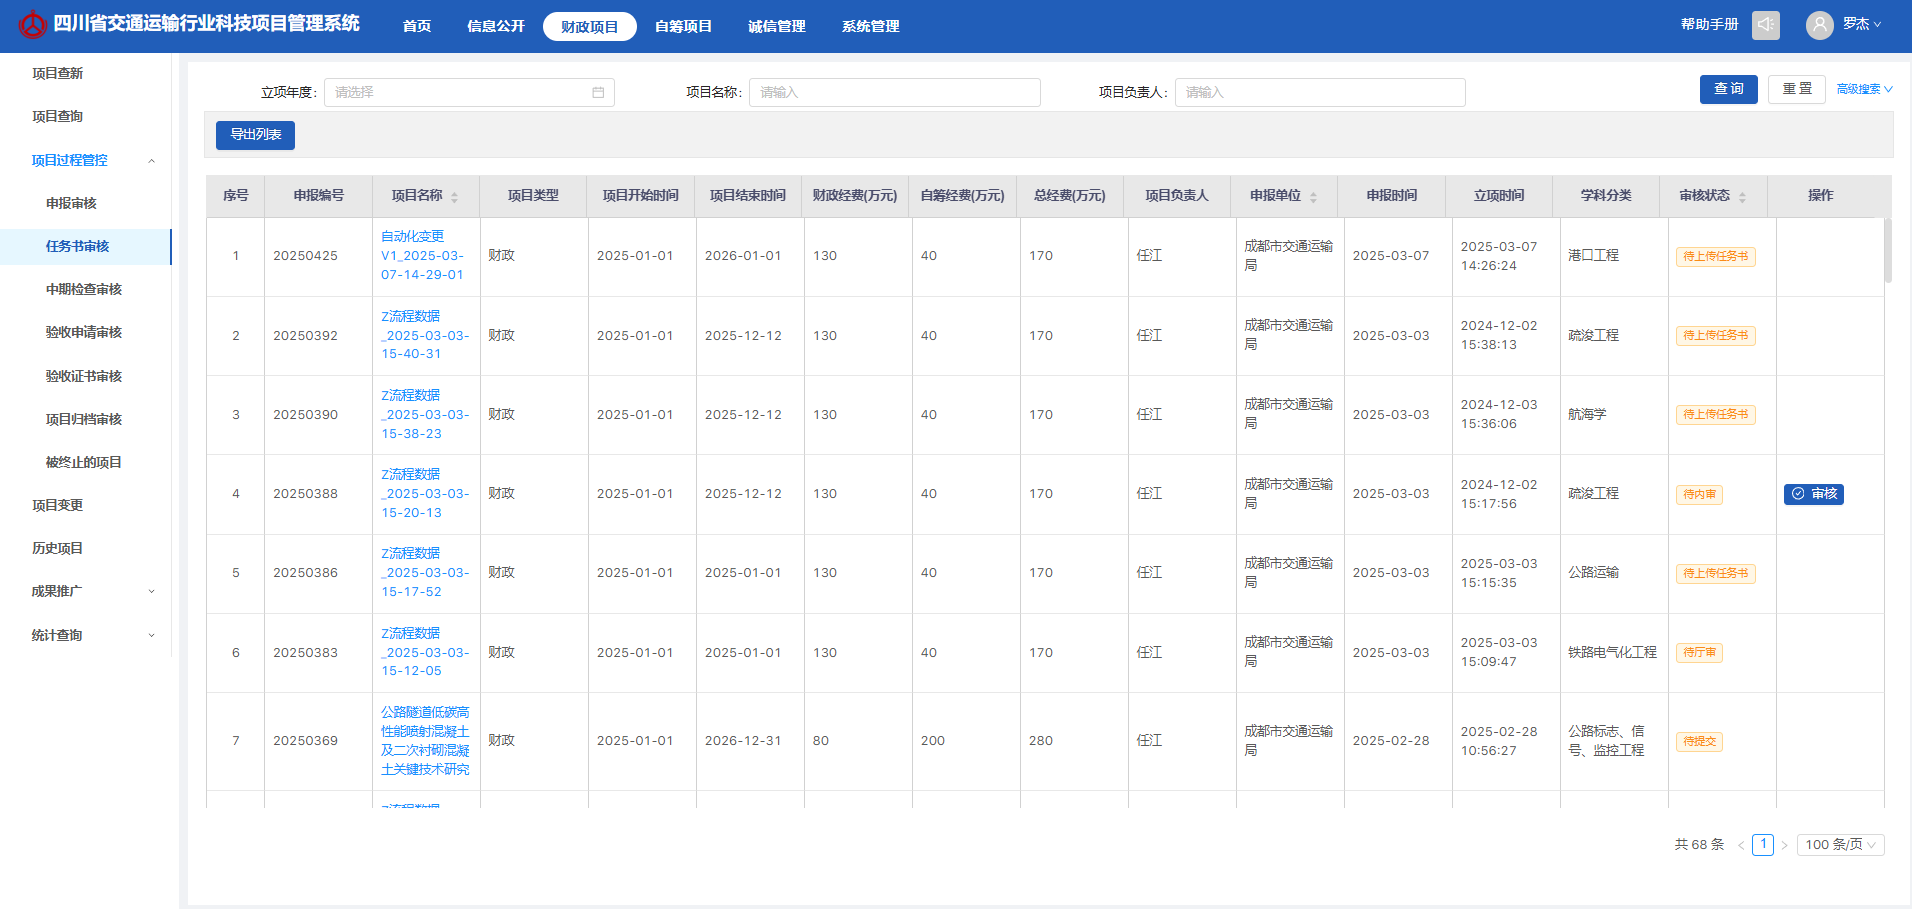 四川省交通运输行业科技项目管理系统
首页 信息公开 财政项目 自筹项目 诚信管理 系统管理
帮助手册 罗杰
项目查新
项目查询
项目过程管控
申报审核
任务书审核
中期检查审核
验收申请审核
验收证书审核
项目归档审核
被终止的项目
项目变更
历史项目
成果推广
统计查询
立项年度: 请选择 项目名称: 请输入 项目负责人: 请输入 查 询 重 置 高级搜索
导出列表
序号 申报编号 项目名称 项目类型 项目开始时间 项目结束时间 财政经费(万元) 自筹经费(万元) 总经费(万元) 项目负责人 申报单位 申报时间 立项时间 学科分类 审核状态 操作
1 20250425 自动化变更V1_2025-03-07-14-29-01 财政 2025-01-01 2026-01-01 130 40 170 任江 成都市交通运输局 2025-03-07 2025-03-07 14:26:24 港口工程 待上传任务书
2 20250392 Z流程数据_2025-03-03-15-40-31 财政 2025-01-01 2025-12-12 130 40 170 任江 成都市交通运输局 2025-03-03 2024-12-02 15:38:13 疏浚工程 待上传任务书
3 20250390 Z流程数据_2025-03-03-15-38-23 财政 2025-01-01 2025-12-12 130 40 170 任江 成都市交通运输局 2025-03-03 2024-12-03 15:36:06 航海学 待上传任务书
4 20250388 Z流程数据_2025-03-03-15-20-13 财政 2025-01-01 2025-12-12 130 40 170 任江 成都市交通运输局 2025-03-03 2024-12-02 15:17:56 疏浚工程 待内审 审核
5 20250386 Z流程数据_2025-03-03-15-17-52 财政 2025-01-01 2025-01-01 130 40 170 任江 成都市交通运输局 2025-03-03 2025-03-03 15:15:35 公路运输 待上传任务书
6 20250383 Z流程数据_2025-03-03-15-12-05 财政 2025-01-01 2025-01-01 130 40 170 任江 成都市交通运输局 2025-03-03 2025-03-03 15:09:47 铁路电气化工程 待厅审
7 20250369 公路隧道低碳高性能喷射混凝土及二次衬砌混凝土关键技术研究 财政 2025-01-01 2026-12-31 80 200 280 任江 成都市交通运输局 2025-02-28 2025-02-28 10:56:27 公路标志、信号、监控工程 待提交
共 68 条 < 1 > 100 条/页